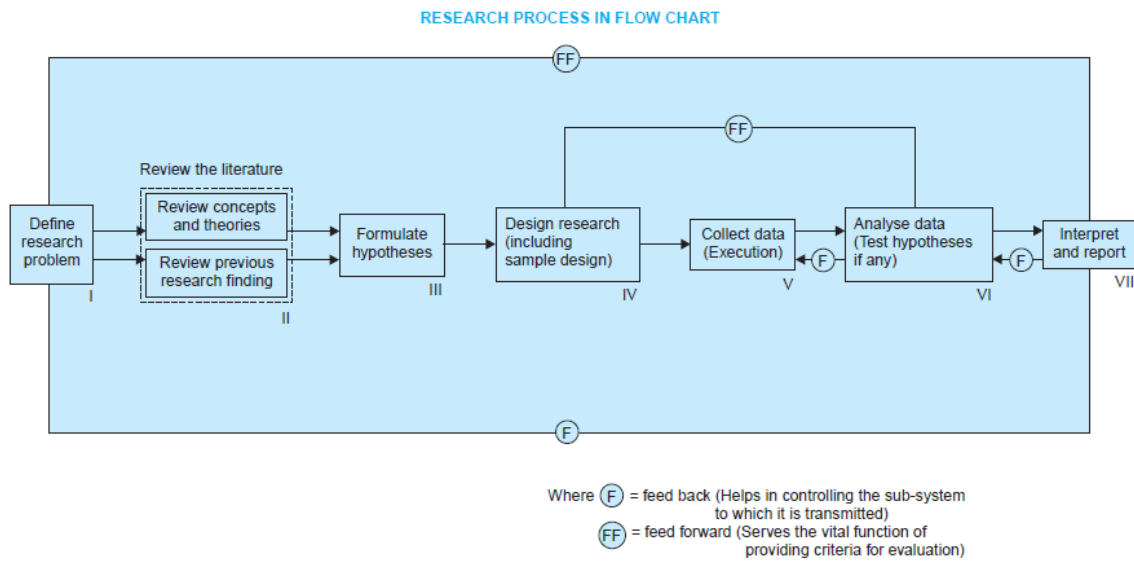 RESEARCH PROCESS IN FLOW CHART
FF
FF
Review the literature
Define
research
problem
I
Review concepts
and theories
Review previous
research finding
II
Formulate
hypotheses
III
Design research
(including
sample design)
IV
Collect data
(Execution)
V
F
Analyse data
(Test hypotheses
if any)
VI
F
Interpret
and report
VII
F
Where F = feed back (Helps in controlling the sub-system
to which it is transmitted)
FF = feed forward (Serves the vital function of
providing criteria for evaluation)